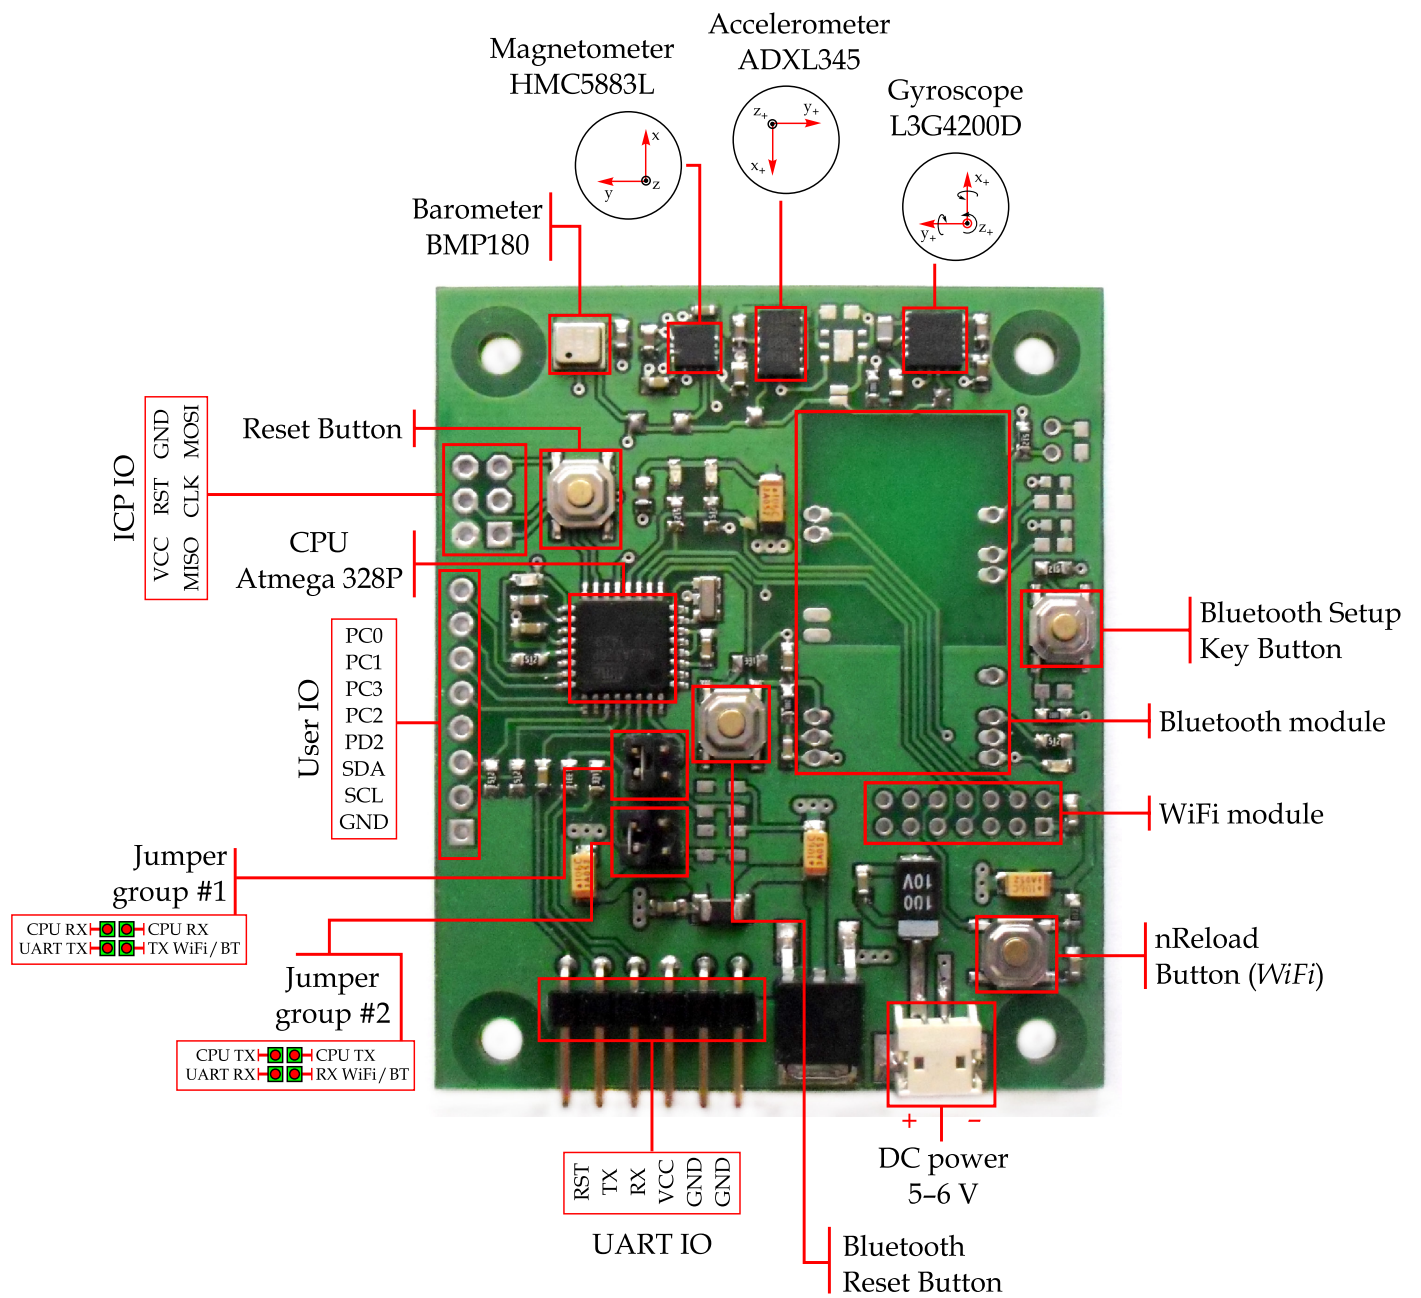 Accelerometer
ADXL345
Magnetometer
HMC5883L
Gyroscope
L3G4200D
z+
y+
x+
x
y
z
x+
y+
z+
Barometer
BMP180
Reset Button
ICP IO
VCC RST GND
MISO CLK MOSI
CPU
Atmega 328P
User IO
PC0
PC1
PC3
PC2
PD2
SDA
SCL
GND
Bluetooth Setup
Key Button
Bluetooth module
WiFi module
Jumper
group #1
CPU RX
CPU RX
UART TX
TX WiFi/BT
Jumper
group #2
CPU TX
CPU TX
UART RX
RX WiFi/BT
100
10V
nReload
Button (WiFi)
+ −
DC power
5–6 V
RST
TX
RX
VCC
GND
GND
UART IO
Bluetooth
Reset Button